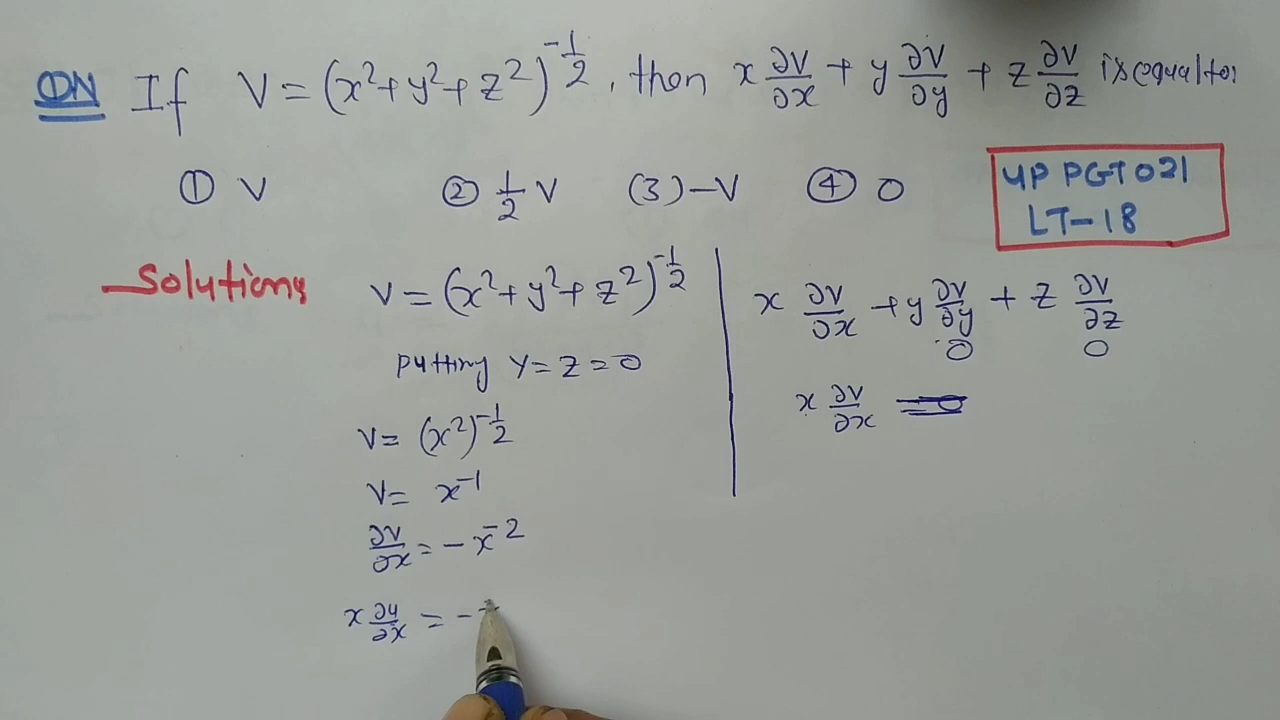 QN If V = (x²+y²+z²)^-1/2, then x ∂V/∂x + y ∂V/∂y + z ∂V/∂z is equal to
① V ② 1/2 V (3) -V ④ 0
UP PGT 021
LT-18
Solutions
V = (x²+y²+z²)^-1/2
putting y=z=0
V= (x²)^-1/2
V= x^-1
∂V/∂x = -x^-2
x ∂u/∂x = -
x ∂V/∂x + y ∂V/∂y + z ∂V/∂z
0 0
x ∂V/∂x